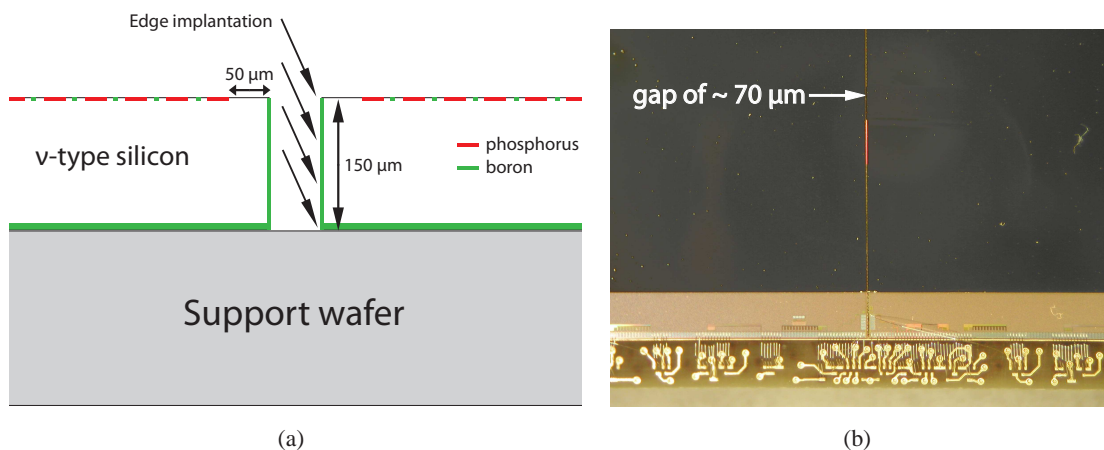 Edge implantation
50 μm
ν-type silicon
150 μm
phosphorus
boron
Support wafer
gap of ~ 70 μm
(a)
(b)